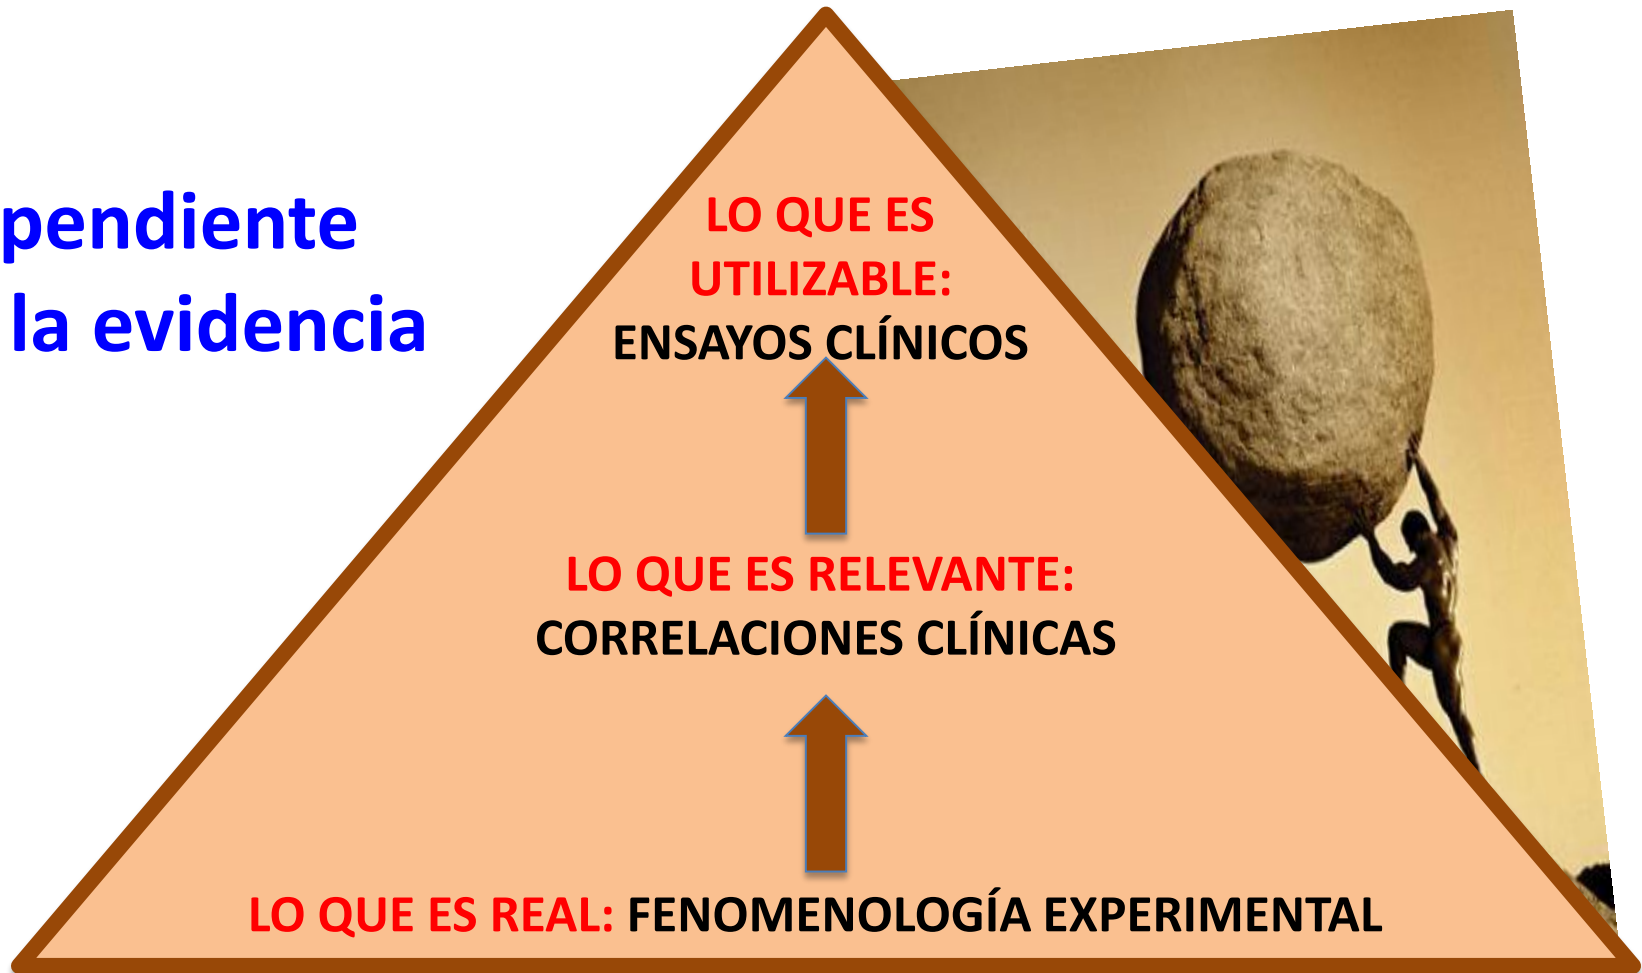 pendiente
la evidencia
LO QUE ES
UTILIZABLE:
ENSAYOS CLÍNICOS
LO QUE ES RELEVANTE:
CORRELACIONES CLÍNICAS
LO QUE ES REAL: FENOMENOLOGÍA EXPERIMENTAL